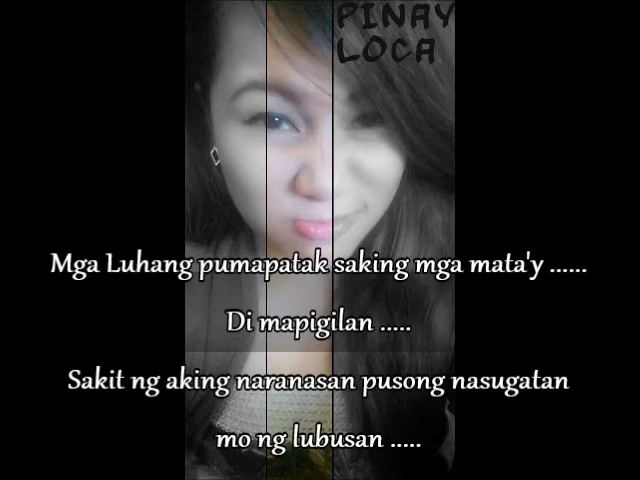 PINAY
LOCA
Mga Luhang pumapatak saking mga mata'y ......
Di mapigilan .....
Sakit ng aking naranasan pusong nasugatan
mo ng lubusan .....